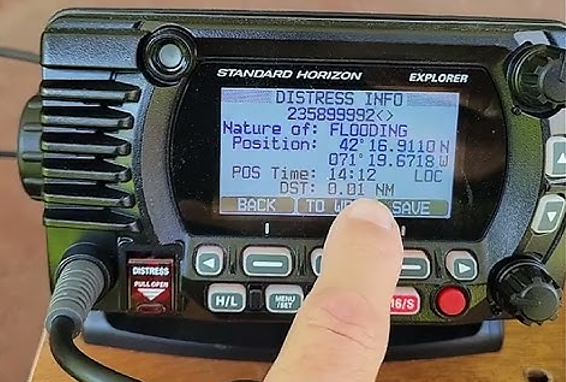 STANDARD HORIZON EXPLORER
DISTRESS INFO
235899992<>
Nature of: FLOODING
Position: 42°16.9110 N
071°19.6718 W
POS Time: 14:12 LOC
DST: 0.01 NM
BACK TO SAVE
DISTRESS
PULL OPEN
H/L MENU /SET 16/S